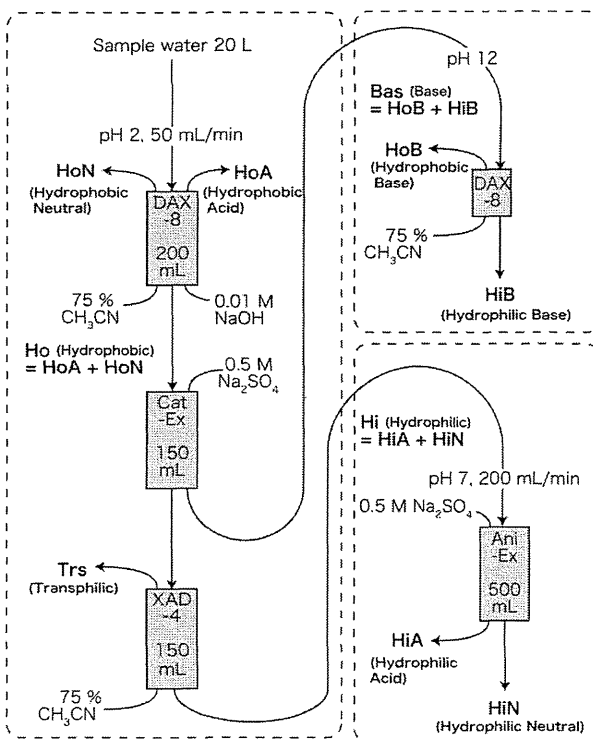 Sample water 20 L
pH 2, 50 mL/min
HoN
(Hydrophobic
Neutral)
HoA
(Hydrophobic
Acid)
DAX
-8
200
mL
75 %
CH₃CN
0.01 M
NaOH
Ho (Hydrophobic)
= HoA + HoN
0.5 M
Na₂SO₄
Cat
-Ex
150
mL
Trs
(Transphilic)
XAD
-4
150
mL
75 %
CH₃CN
pH 12
Bas (Base)
= HoB + HiB
HoB
(Hydrophobic
Base)
DAX
-8
75 %
CH₃CN
HiB
(Hydrophilic Base)
Hi (Hydrophilic)
= HiA + HiN
pH 7, 200 mL/min
0.5 M Na₂SO₄
Ani
-Ex
500
mL
HiA
(Hydrophilic
Acid)
HiN
(Hydrophilic Neutral)